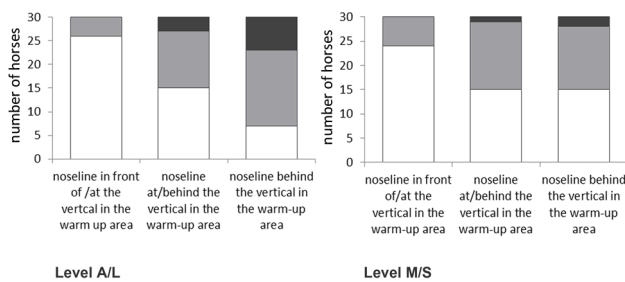 number of horses
30
25
20
15
10
5
0
noseline in front
of /at the
vertcal in the
warm up area
noseline
at/behind the
vertical in the
warm-up area
noseline behind
the vertical in
the warm-up
area
Level A/L
number of horses
30
25
20
15
10
5
0
noseline in front
of/at the
vertical in the
warm-up area
noseline
at/behind the
vertical in the
warm-up area
noseline behind
the vertical in
the warm-up
area
Level M/S